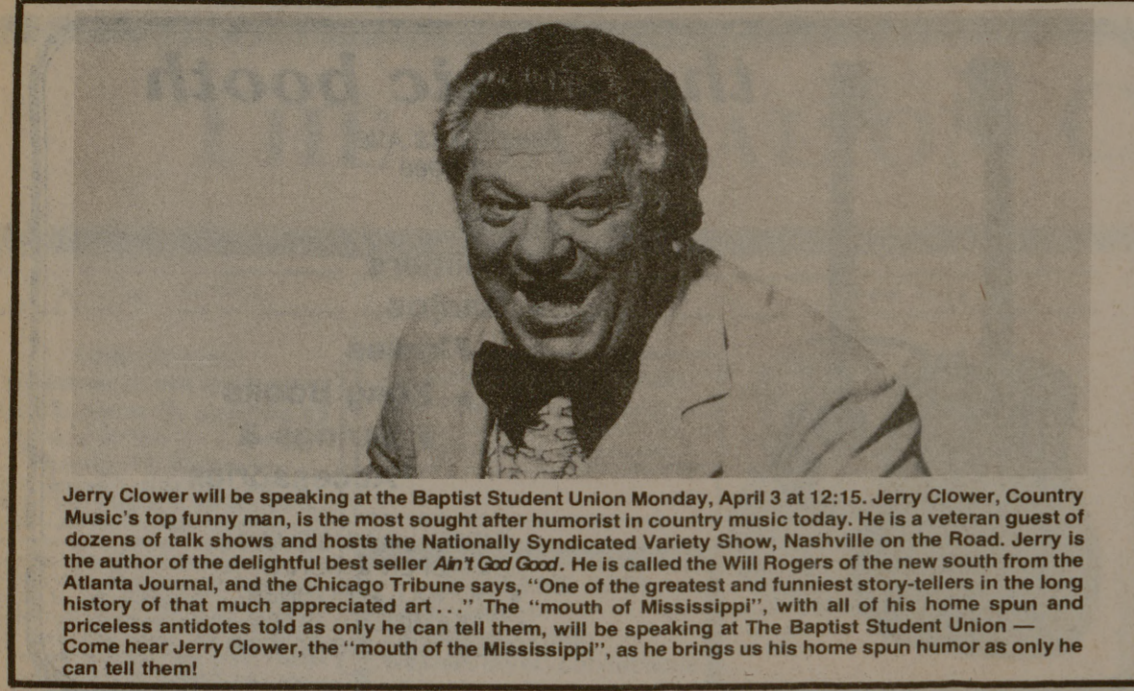 Jerry Clower will be speaking at the Baptist Student Union Monday, April 3 at 12:15. Jerry Clower, Country
Music's top funny man, is the most sought after humorist in country music today. He is a veteran guest of
dozens of talk shows and hosts the Nationally Syndicated Variety Show, Nashville on the Road. Jerry is
the author of the delightful best seller Ain't God Good. He is called the Will Rogers of the new south from the
Atlanta Journal, and the Chicago Tribune says, "One of the greatest and funniest story-tellers in the long
history of that much appreciated art..." The "mouth of Mississippi", with all of his home spun and
priceless antidotes told as only he can tell them, will be speaking at The Baptist Student Union —
Come hear Jerry Clower, the "mouth of the Mississippi", as he brings us his home spun humor as only he
can tell them!